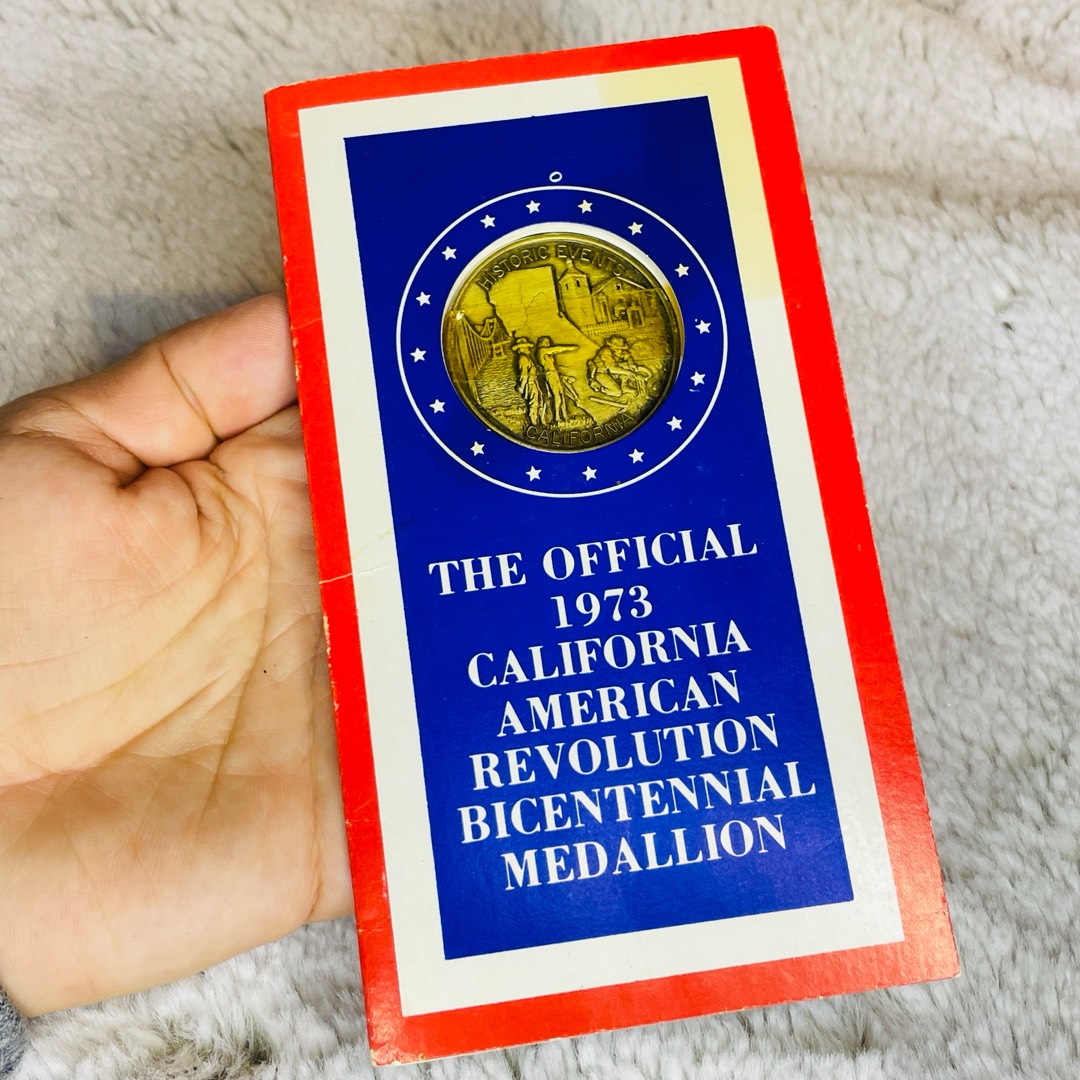 HISTORIC EVENTS
CALIFORNIA
THE OFFICIAL
1973
CALIFORNIA
AMERICAN
REVOLUTION
BICENTENNIAL
MEDALLION